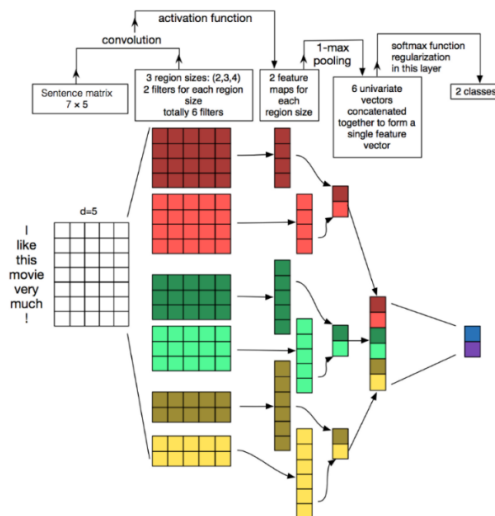 activation function
convolution
1-max
pooling
softmax function
regularization
in this layer
Sentence matrix
7 × 5
3 region sizes: (2,3,4)
2 filters for each region
size
totally 6 filters
2 feature
maps for
each
region size
6 univariate
vectors
concatenated
together to form a
single feature
vector
2 classes
d=5
I
like
this
movie
very
much
!